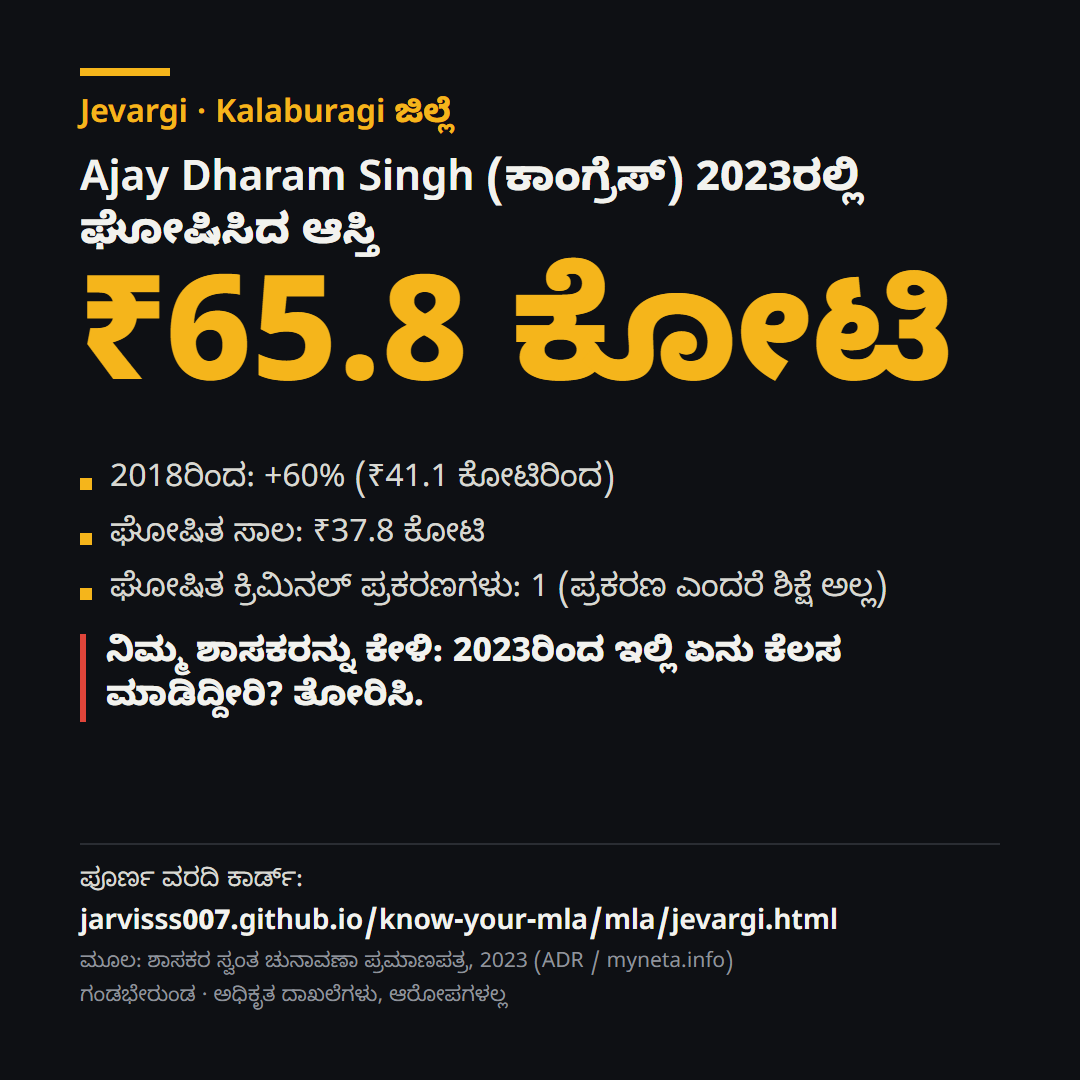 Jevargi · Kalaburagi ಜಿಲ್ಲೆ
Ajay Dharam Singh (ಕಾಂಗ್ರೆಸ್) 2023ರಲ್ಲಿ
ಘೋಷಿಸಿದ ಆಸ್ತಿ
₹65.8 ಕೋಟಿ
2018ರಿಂದ: +60% (₹41.1 ಕೋಟಿರಿಂದ)
ಘೋಷಿತ ಸಾಲ: ₹37.8 ಕೋಟಿ
ಘೋಷಿತ ಕ್ರಿಮಿನಲ್ ಪ್ರಕರಣಗಳು: 1 (ಪ್ರಕರಣ ಎಂದರೆ ಶಿಕ್ಷೆ ಅಲ್ಲ)
ನಿಮ್ಮ ಶಾಸಕರನ್ನು ಕೇಳಿ: 2023ರಿಂದ ಇಲ್ಲಿ ಏನು ಕೆಲಸ
ಮಾಡಿದ್ದೀರಿ? ತೋರಿಸಿ.
ಪೂರ್ಣ ವರದಿ ಕಾರ್ಡ್:
jarvisss007.github.io/know-your-mla/mla/jevargi.html
ಮೂಲ: ಶಾಸಕರ ಸ್ವಂತ ಚುನಾವಣಾ ಪ್ರಮಾಣಪತ್ರ, 2023 (ADR / myneta.info)
ಗಂಡಭೇರುಂಡ · ಅಧಿಕೃತ ದಾಖಲೆಗಳು, ಆರೋಪಗಳಲ್ಲ